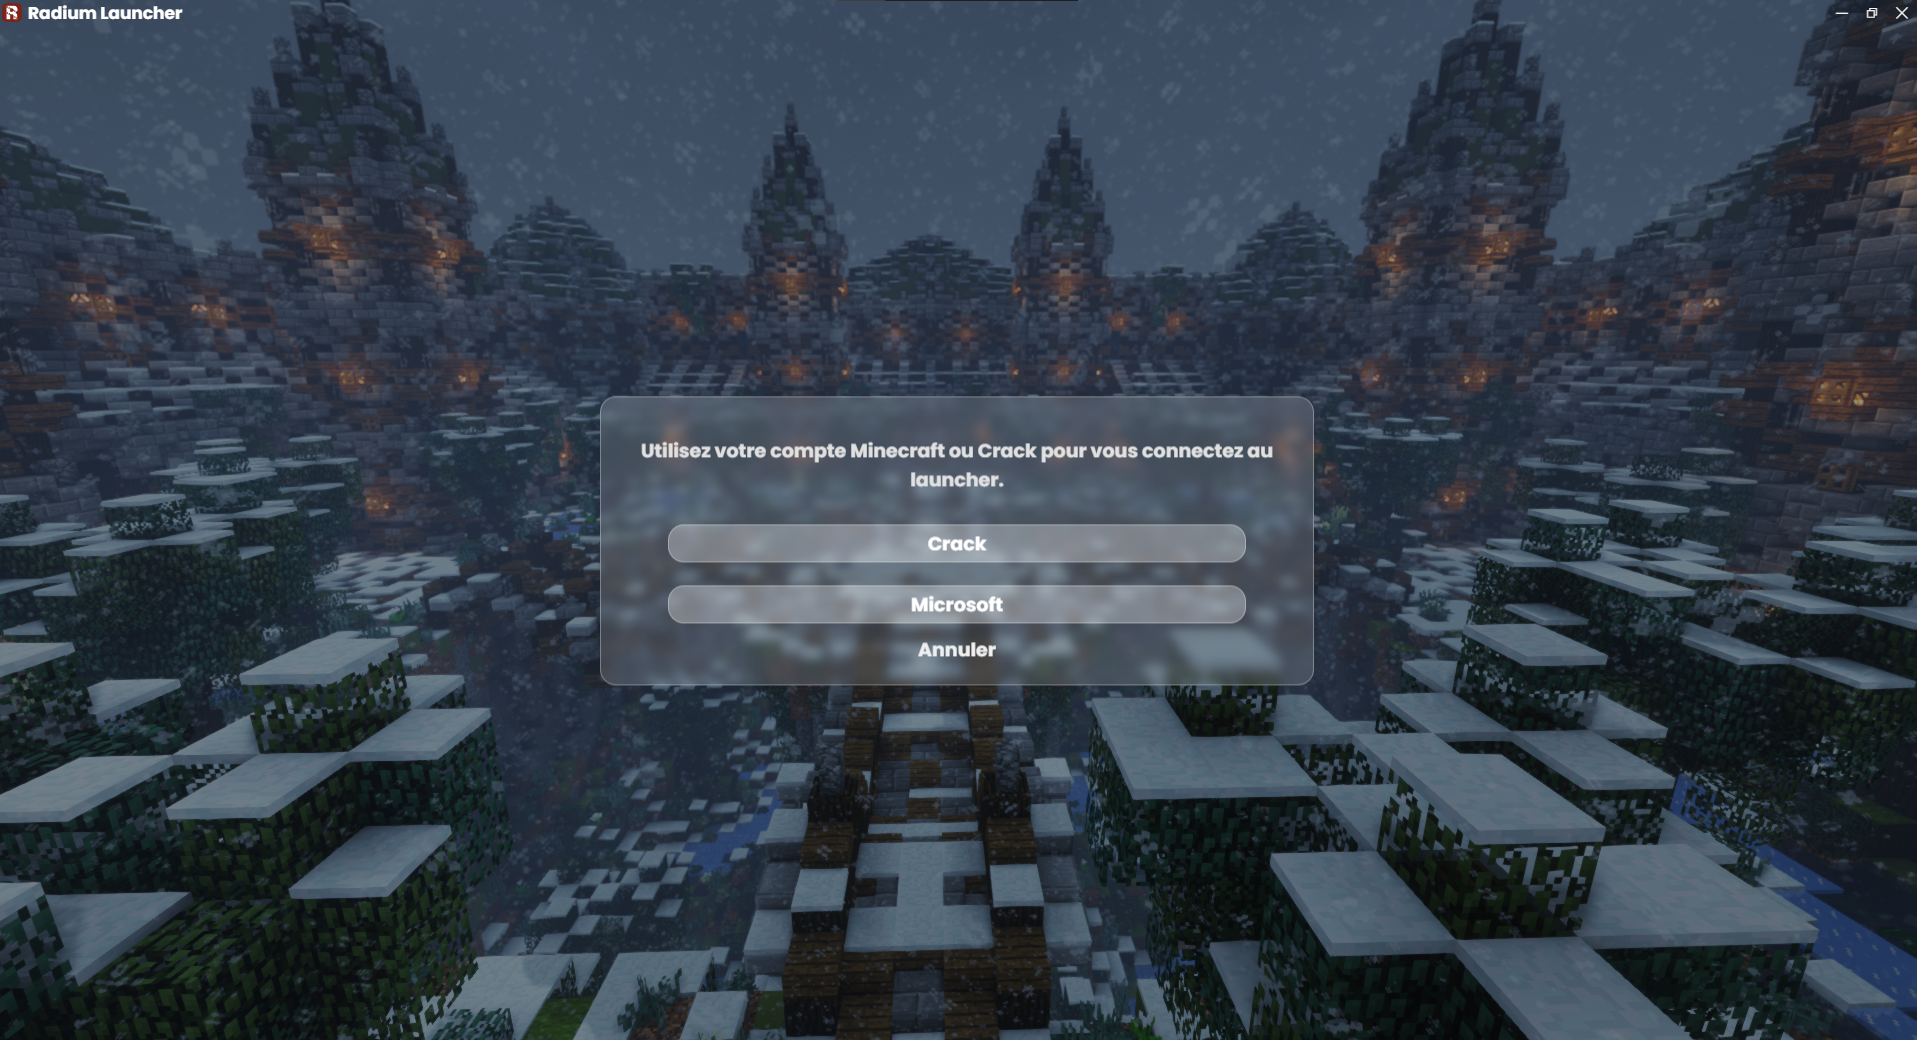 Radium Launcher
Utilisez votre compte Minecraft ou Crack pour vous connectez au
launcher.
Crack
Microsoft
Annuler